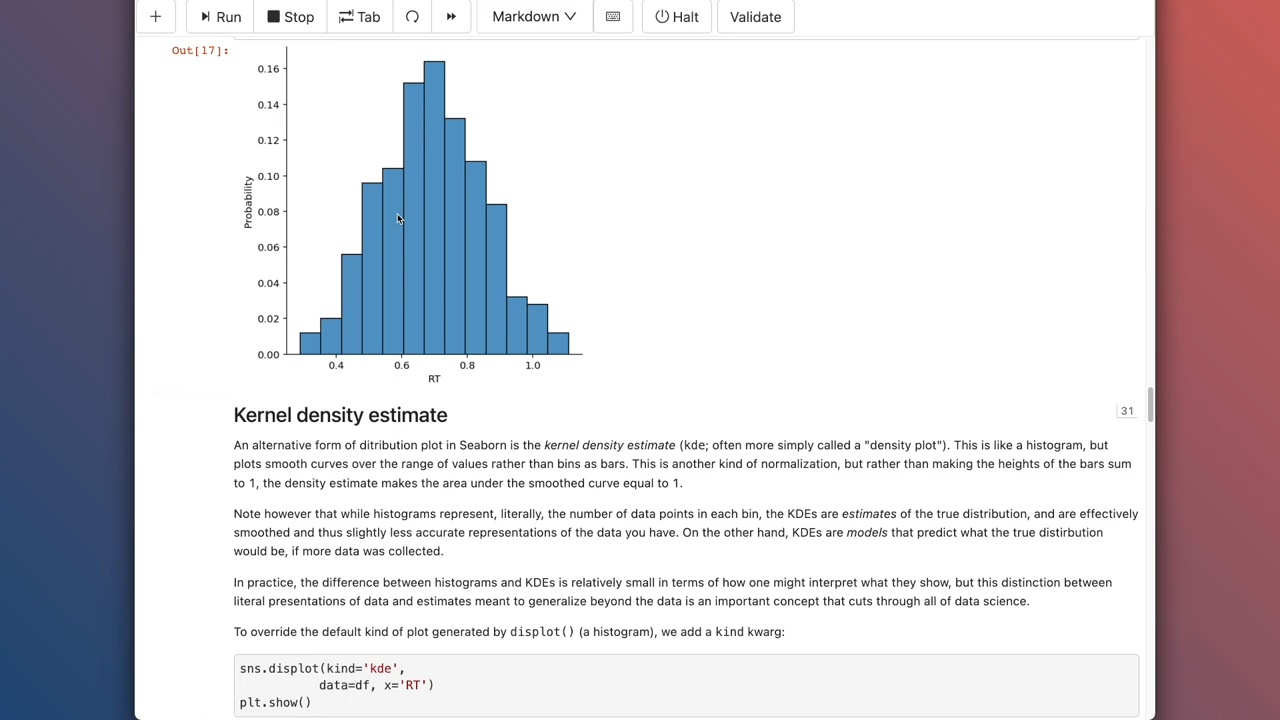 + Run Stop Tab Markdown Halt Validate
Out[17]:
0.16
0.14
0.12
0.10
0.08
0.06
0.04
0.02
0.00
Probability
0.4 0.6 0.8 1.0
RT
Kernel density estimate
31
An alternative form of ditribution plot in Seaborn is the kernel density estimate (kde; often more simply called a "density plot"). This is like a histogram, but
plots smooth curves over the range of values rather than bins as bars. This is another kind of normalization, but rather than making the heights of the bars sum
to 1, the density estimate makes the area under the smoothed curve equal to 1.
Note however that while histograms represent, literally, the number of data points in each bin, the KDEs are estimates of the true distribution, and are effectively
smoothed and thus slightly less accurate representations of the data you have. On the other hand, KDEs are models that predict what the true distirbution
would be, if more data was collected.
In practice, the difference between histograms and KDEs is relatively small in terms of how one might interpret what they show, but this distinction between
literal presentations of data and estimates meant to generalize beyond the data is an important concept that cuts through all of data science.
To override the default kind of plot generated by displot() (a histogram), we add a kind kwarg:
sns.displot(kind='kde',
data=df, x='RT')
plt.show()